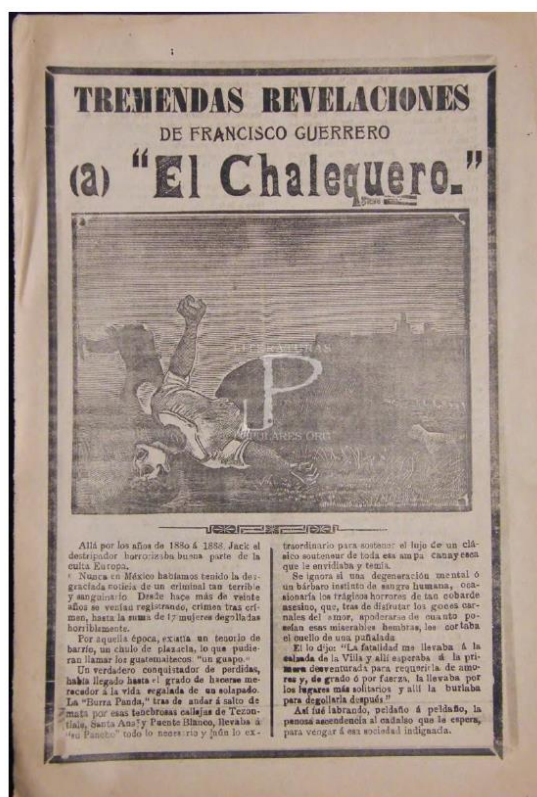 TREMENDAS REVELACIONES
DE FRANCISCO GUERRERO
(a) "El Chalequero."
LITERATURAS
JP
POPULARES.ORG
Allá por los años de 1880 á 1888, Jack el
destripador horrorizaba buena parte de la
culta Europa.
Nunca en México habíamos tenido la des-
graciada noticia de un criminal tan terrible
y sanguinario. Desde hace más de veinte
años se venían registrando, crimen tras crí-
men, hasta la suma de 17 mujeres degolladas
horriblemente.
Por aquella época, existía un tenorio de
barrio, un chulo de plazuela, lo que pudie-
ran llamar los guatemaltecos "un guapo."
Un verdadero conquistador de perdidas,
había llegado hasta el grado de hacerse me-
recedor á la vida regalada de un solapado.
La "Burra Panda," tras de andar á salto de
mata por esas tenebrosas callejas de Tezon-
tlale, Santa Ana y Puente Blanco, llevaba á
"su Pancho" todo lo necesario y aún lo ex-
traordinario para sostener el lujo de un clá-
sico souteneur de toda esa ampa canayesca
que le envidiaba y temía.
Se ignora si una degeneración mental ó
un bárbaro instinto de sangre humana, oca-
sionaría los trágicos horrores de tan cobarde
asesino, que, tras de disfrutar los goces car-
nales del amor, apoderarse de cuanto po-
seían esas miserables hembras, les cortaba
el cuello de una puñalada
El lo dijo: "La fatalidad me llevaba á la
calzada de la Villa y allí esperaba á la pri-
mera desventurada para requerirla de amo-
res y, de grado ó por fuerza, la llevaba por
los lugares más solitarios y allí la burlaba
para degollarla después"
Así fué labrando, peldaño á peldaño, la
penosa ascendencia al cadalso que le espera,
para vengar á esa sociedad indignada.